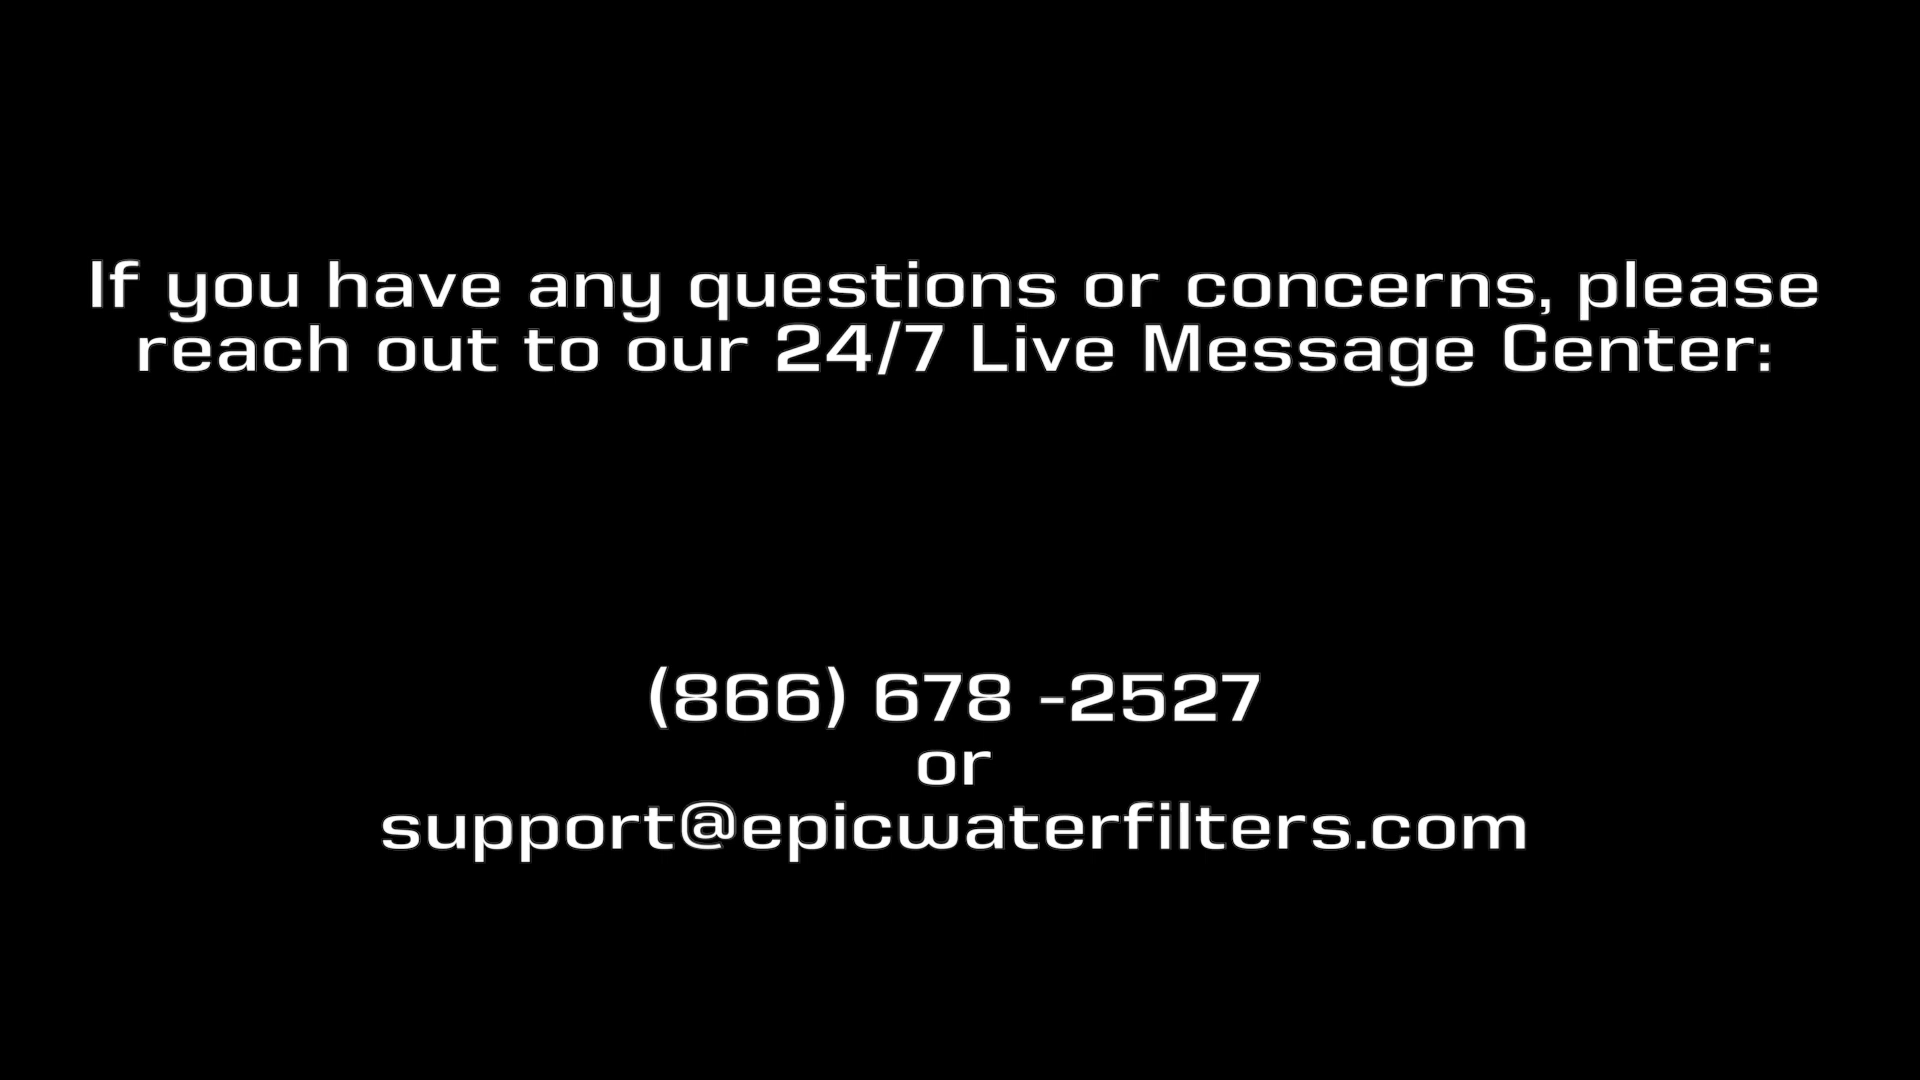 If you have any questions or concerns, please
reach out to our 24/7 Live Message Center:
(866) 678 -2527
or
support@epicwaterfilters.com